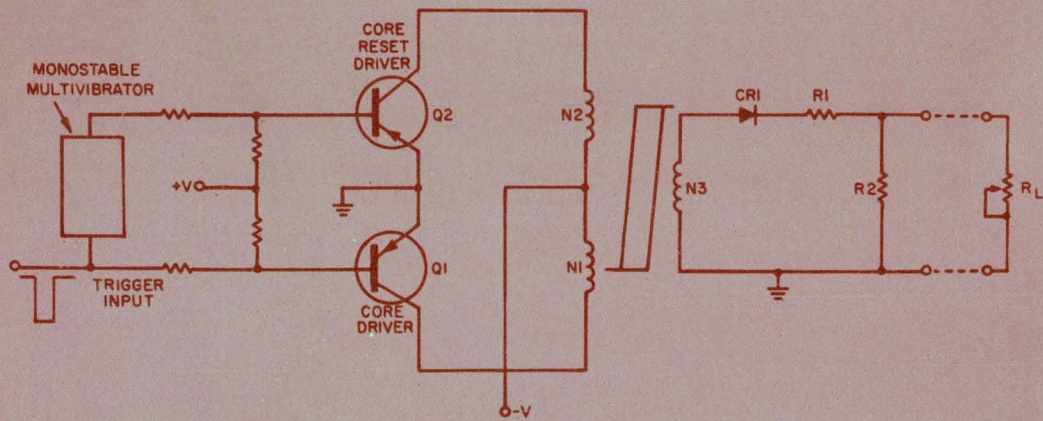 CORE
RESET
DRIVER
MONOSTABLE
MULTIVIBRATOR
Q2
N2
CR1
R1
+V
N3
R2
RL
Q1
N1
TRIGGER
INPUT
CORE
DRIVER
-V